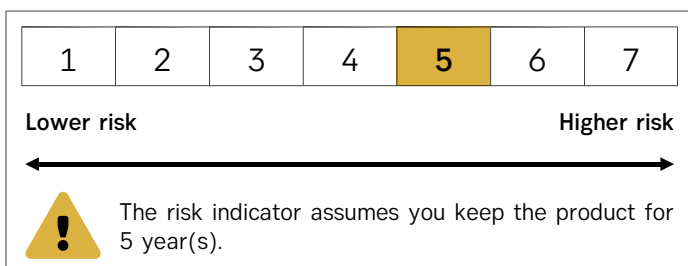 1 2 3 4 5 6 7
Lower risk Higher risk
The risk indicator assumes you keep the product for
5 year(s).